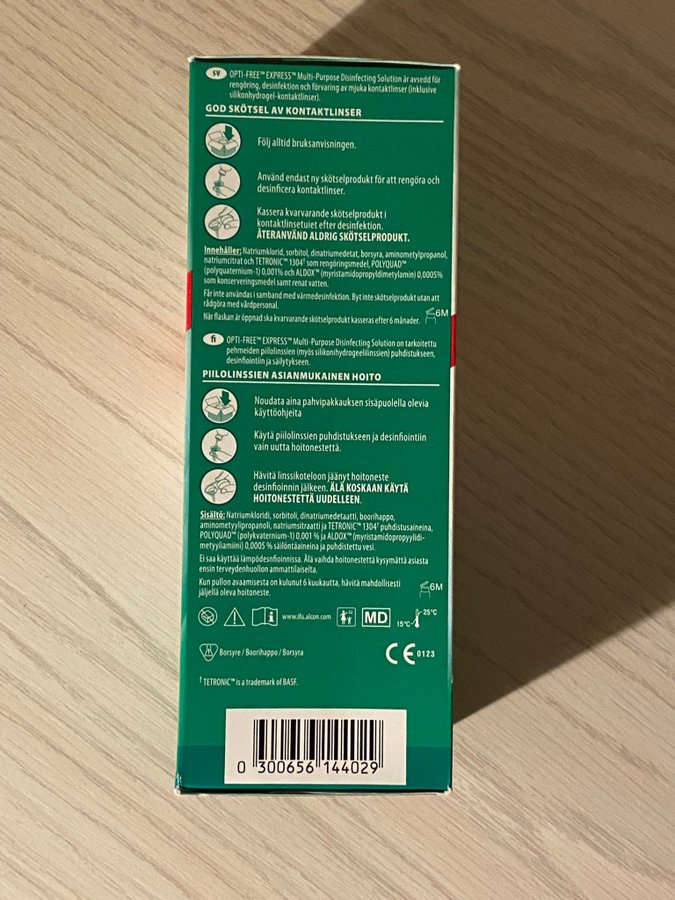 SV OPTI-FREE™ EXPRESS™ Multi-Purpose Disinfecting Solution är avsedd för
rengöring, desinfektion och förvaring av mjuka kontaktlinser (inklusive
silikonhydrogel-kontaktlinser).
GOD SKÖTSEL AV KONTAKTLINSER
Följ alltid bruksanvisningen.
Använd endast ny skötselprodukt för att rengöra och
desinficera kontaktlinser.
Kassera kvarvarande skötselprodukt i
kontaktlinsetuiet efter desinfektion.
ÅTERANVÄND ALDRIG SKÖTSELPRODUKT.
Innehåller: Natriumklorid, sorbitol, dinatriumedetat, borsyra, aminometylpropanol,
natriumcitrat och TETRONIC™ 1304† som rengöringsmedel, POLYQUAD™
(polyquaternium-1) 0,001% och ALDOX™ (myristamidopropyldimetylamin) 0,0005%
som konserveringsmedel samt renat vatten.
Får inte användas i samband med värmedesinfektion. Byt inte skötselprodukt utan att
rådgöra med vårdpersonal.
När flaskan är öppnad ska kvarvarande skötselprodukt kasseras efter 6 månader. 6M
fi OPTI-FREE™ EXPRESS™ Multi-Purpose Disinfecting Solution on tarkoitettu
pehmeiden piilolinssien (myös silikonihydrogeelilinssien) puhdistukseen,
desinfiointiin ja säilytykseen.
PIILOLINSSIEN ASIANMUKAINEN HOITO
Noudata aina pahvipakkauksen sisäpuolella olevia
käyttöohjeita
Käytä piilolinssien puhdistukseen ja desinfiointiin
vain uutta hoitonestettä.
Hävitä linssikoteloon jäänyt hoitoneste
desinfioinnin jälkeen. ÄLÄ KOSKAAN KÄYTÄ
HOITONESTETTÄ UUDELLEEN.
Sisältö: Natriumkloridi, sorbitoli, dinatriumedetaatti, boorihappo,
aminometyylipropanoli, natriumsitraatti ja TETRONIC™ 1304† puhdistusaineina,
POLYQUAD™ (polykvaternium-1) 0,001 % ja ALDOX™ (myristamidopropyylidi-
metyyliamiini) 0,0005 % säilöntäaineina ja puhdistettu vesi.
Ei saa käyttää lämpödesinfioinnissa. Älä vaihda hoitonestettä kysymättä asiasta
ensin terveydenhuollon ammattilaiselta.
Kun pullon avaamisesta on kulunut 6 kuukautta, hävitä mahdollisesti
jäljellä oleva hoitoneste. 6M
www.ifu.alcon.com MD 15°C 25°C
Borsyre / Boorihappo / Borsyra CE 0123
† TETRONIC™ is a trademark of BASF.
0 300656 144029